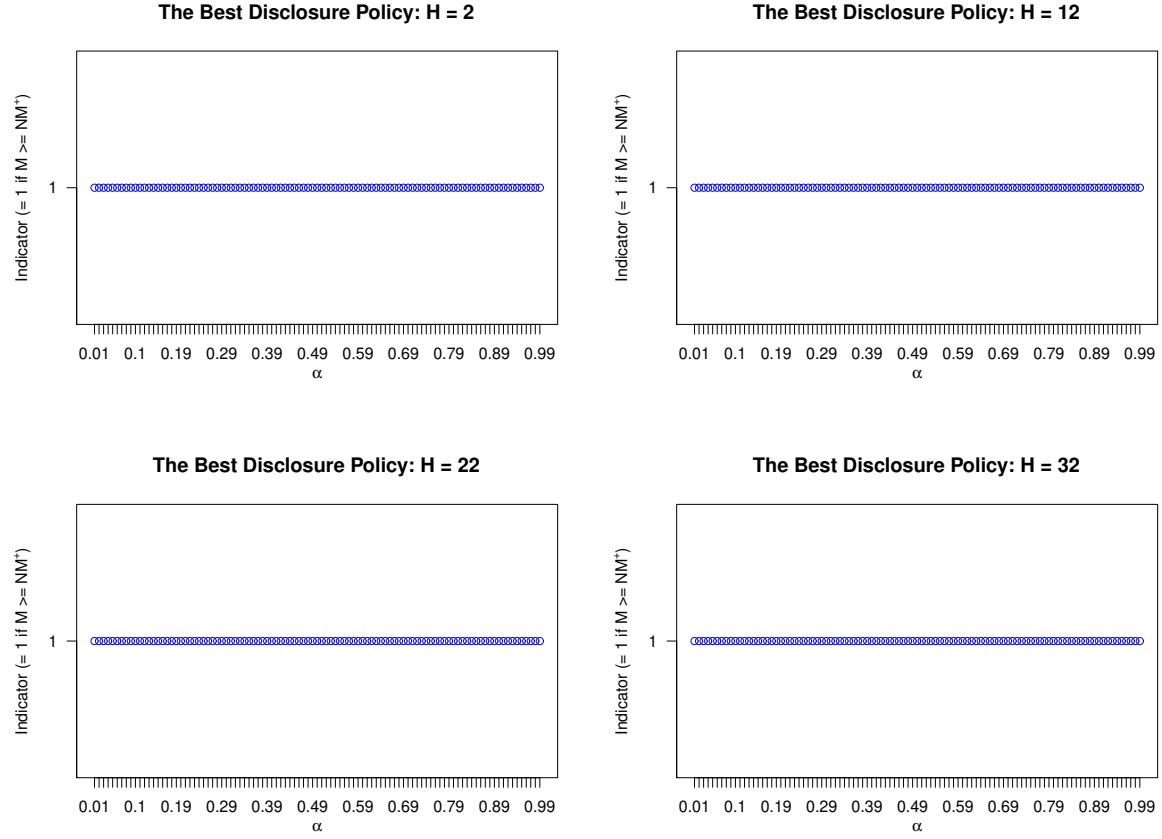 The Best Disclosure Policy: H = 2
Indicator (= 1 if M >= NM⁺)
1
0.01 0.1 0.19 0.29 0.39 0.49 0.59 0.69 0.79 0.89 0.99
α
The Best Disclosure Policy: H = 12
Indicator (= 1 if M >= NM⁺)
1
0.01 0.1 0.19 0.29 0.39 0.49 0.59 0.69 0.79 0.89 0.99
α
The Best Disclosure Policy: H = 22
Indicator (= 1 if M >= NM⁺)
1
0.01 0.1 0.19 0.29 0.39 0.49 0.59 0.69 0.79 0.89 0.99
α
The Best Disclosure Policy: H = 32
Indicator (= 1 if M >= NM⁺)
1
0.01 0.1 0.19 0.29 0.39 0.49 0.59 0.69 0.79 0.89 0.99
α